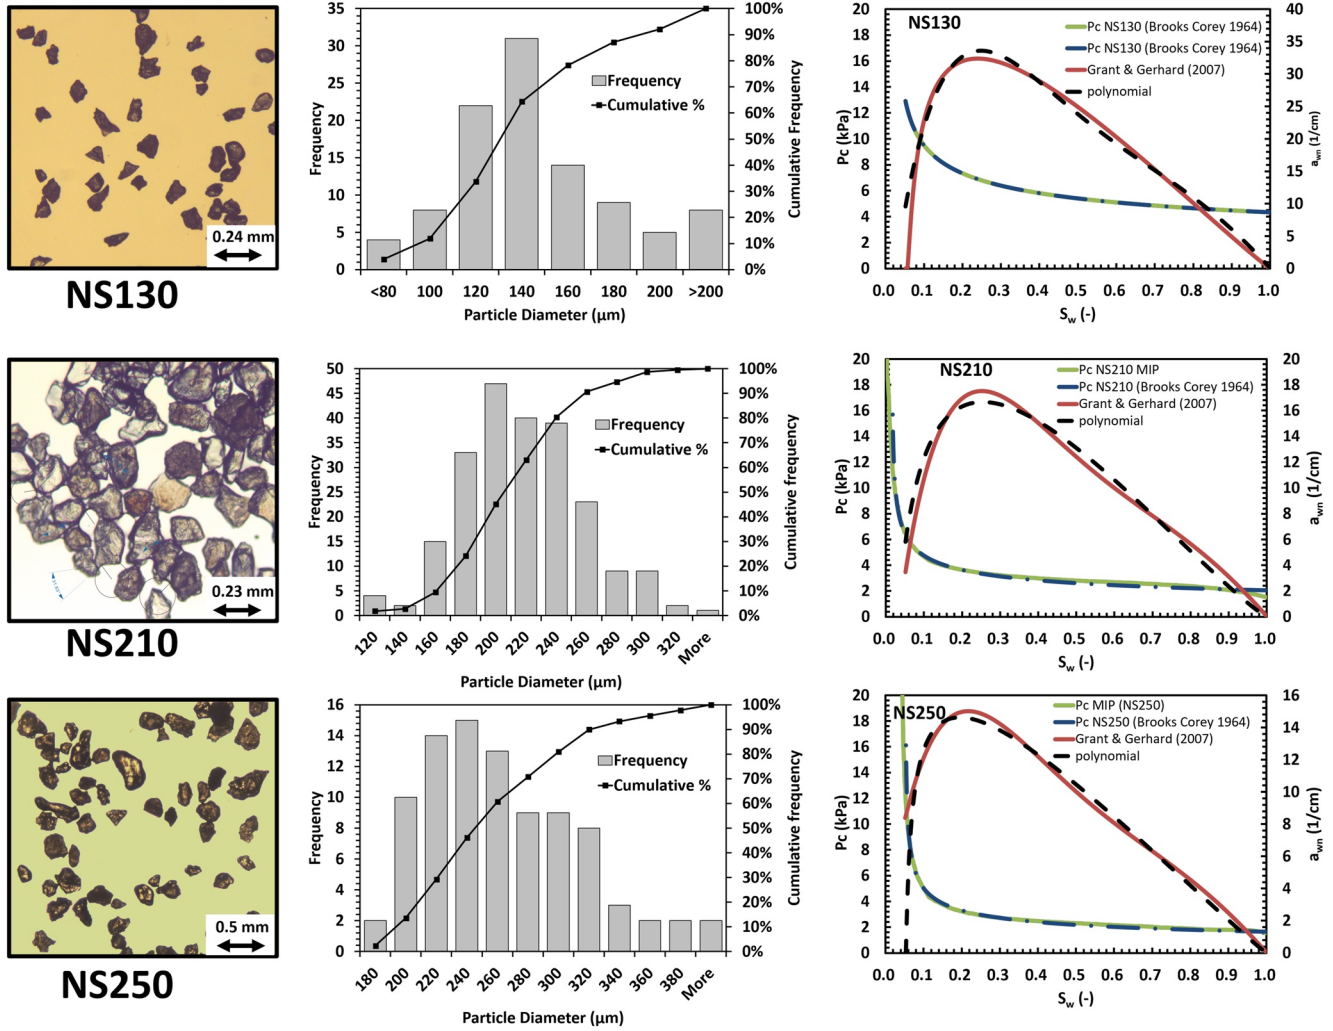 0.24 mm
NS130
35
30
25
20
15
10
5
0
Frequency
100%
90%
80%
70%
60%
50%
40%
30%
20%
10%
0%
Cumulative Frequency
Frequency
Cumulative %
<80 100 120 140 160 180 200 >200
Particle Diameter (µm)
NS130
Pc NS130 (Brooks Corey 1964)
Pc NS130 (Brooks Corey 1964)
Grant & Gerhard (2007)
polynomial
20
18
16
14
12
10
8
6
4
2
0
Pc (kPa)
40
35
30
25
20
15
10
5
0
awn (1/cm)
0.0 0.1 0.2 0.3 0.4 0.5 0.6 0.7 0.8 0.9 1.0
Sw (-)
0.23 mm
NS210
50
45
40
35
30
25
20
15
10
5
0
Frequency
100%
90%
80%
70%
60%
50%
40%
30%
20%
10%
0%
Cumulative frequency
Frequency
Cumulative %
120 140 160 180 200 220 240 260 280 300 320 More
Particle Diameter (µm)
NS210
Pc NS210 MIP
Pc NS210 (Brooks Corey 1964)
Grant & Gerhard (2007)
polynomial
20
18
16
14
12
10
8
6
4
2
0
Pc (kPa)
20
18
16
14
12
10
8
6
4
2
0
awn (1/cm)
0.0 0.1 0.2 0.3 0.4 0.5 0.6 0.7 0.8 0.9 1.0
Sw (-)
0.5 mm
NS250
16
14
12
10
8
6
4
2
0
Frequency
100%
90%
80%
70%
60%
50%
40%
30%
20%
10%
0%
Cumulative frequency
Frequency
Cumulative %
180 200 220 240 260 280 300 320 340 360 380 More
Particle Diameter (µm)
NS250
Pc MIP (NS250)
Pc NS250 (Brooks Corey 1964)
Grant & Gerhard (2007)
polynomial
20
18
16
14
12
10
8
6
4
2
0
Pc (kPa)
16
14
12
10
8
6
4
2
0
awn (1/cm)
0.0 0.1 0.2 0.3 0.4 0.5 0.6 0.7 0.8 0.9 1.0
Sw (-)